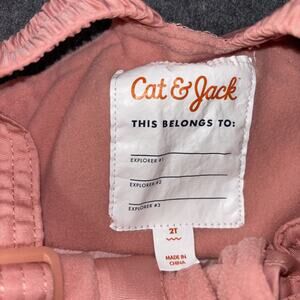 Cat & Jack
THIS BELONGS TO:
EXPLORER #1
EXPLORER #2
EXPLORER #3
2T
MADE IN
CHINA